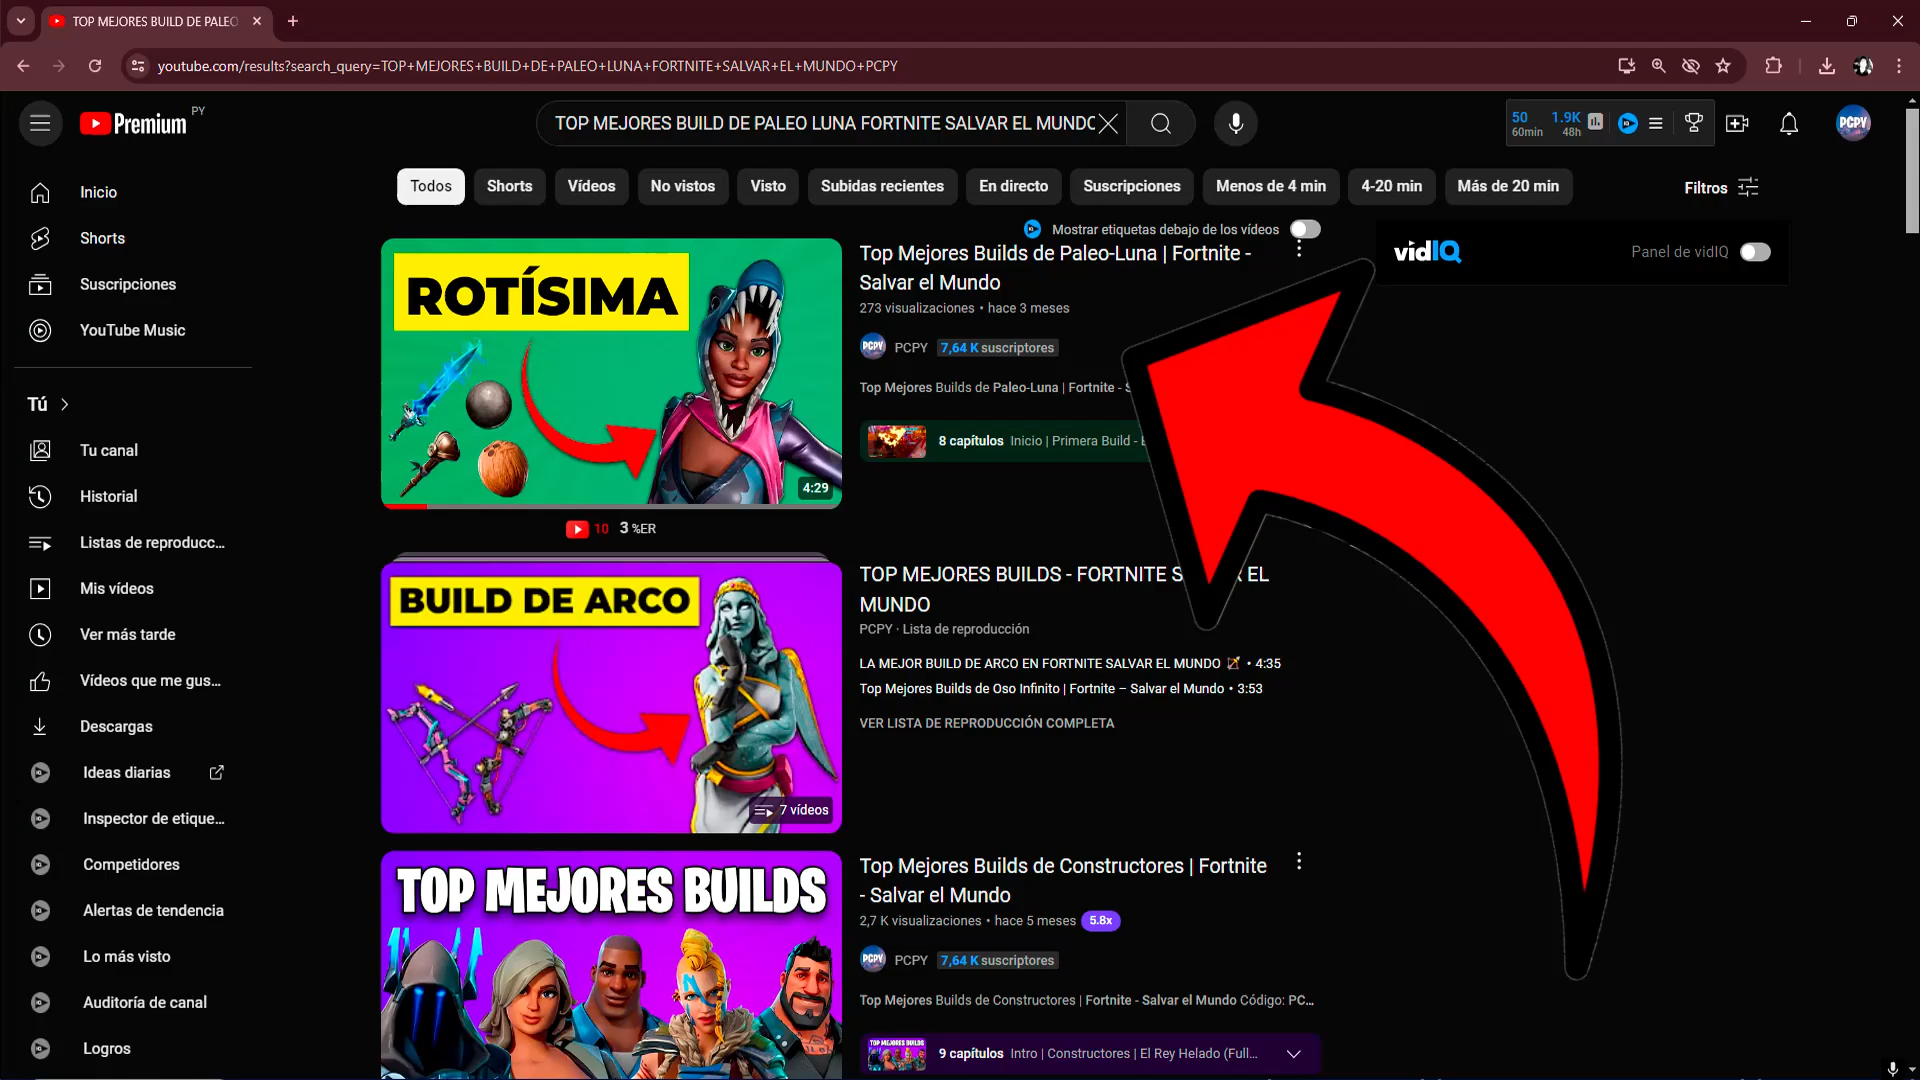 TOP MEJORES BUILD DE PALEO
youtube.com/results?search_query=TOP+MEJORES+BUILD+DE+PALEO+LUNA+FORTNITE+SALVAR+EL+MUNDO+PCPY
Premium PY
TOP MEJORES BUILD DE PALEO LUNA FORTNITE SALVAR EL MUNDO
50 60min 1.9K 48h
PCPY
Todos Shorts Vídeos No vistos Visto Subidas recientes En directo Suscripciones Menos de 4 min 4-20 min Más de 20 min Filtros
Inicio
Shorts
Suscripciones
YouTube Music
Tú
Tu canal
Historial
Listas de reproducc...
Mis vídeos
Ver más tarde
Vídeos que me gus...
Descargas
Ideas diarias
Inspector de etique...
Competidores
Alertas de tendencia
Lo más visto
Auditoría de canal
Logros
Mostrar etiquetas debajo de los vídeos
vidIQ Panel de vidIQ
ROTÍSIMA
4:29
10 3 %ER
Top Mejores Builds de Paleo-Luna | Fortnite -
Salvar el Mundo
273 visualizaciones • hace 3 meses
PCPY PCPY 7,64 K suscriptores
Top Mejores Builds de Paleo-Luna | Fortnite - S
8 capítulos Inicio | Primera Build -
BUILD DE ARCO
7 vídeos
TOP MEJORES BUILDS - FORTNITE S R EL
MUNDO
PCPY · Lista de reproducción
LA MEJOR BUILD DE ARCO EN FORTNITE SALVAR EL MUNDO 🏹 • 4:35
Top Mejores Builds de Oso Infinito | Fortnite – Salvar el Mundo • 3:53
VER LISTA DE REPRODUCCIÓN COMPLETA
TOP MEJORES BUILDS
Top Mejores Builds de Constructores | Fortnite
- Salvar el Mundo
2,7 K visualizaciones • hace 5 meses 5.8x
PCPY PCPY 7,64 K suscriptores
Top Mejores Builds de Constructores | Fortnite - Salvar el Mundo Código: PC...
TOP MEJORES BUILDS
9 capítulos Intro | Constructores | El Rey Helado (Full...